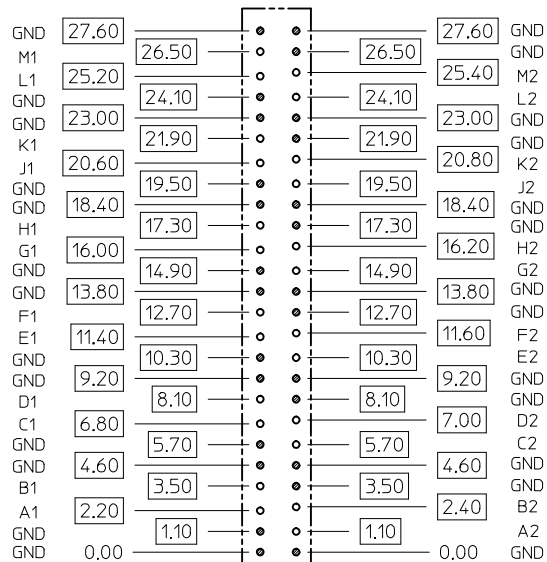 GND 27.60 27.60 GND
M1 26.50 26.50 GND
L1 25.20 25.40 M2
GND 24.10 24.10 L2
GND 23.00 23.00 GND
K1 21.90 21.90 GND
J1 20.60 20.80 K2
GND 19.50 19.50 J2
GND 18.40 18.40 GND
H1 17.30 17.30 GND
G1 16.00 16.20 H2
GND 14.90 14.90 G2
GND 13.80 13.80 GND
F1 12.70 12.70 GND
E1 11.40 11.60 F2
GND 10.30 10.30 E2
GND 9.20 9.20 GND
D1 8.10 8.10 GND
C1 6.80 7.00 D2
GND 5.70 5.70 C2
GND 4.60 4.60 GND
B1 3.50 3.50 GND
A1 2.20 2.40 B2
GND 1.10 1.10 A2
GND 0.00 0.00 GND